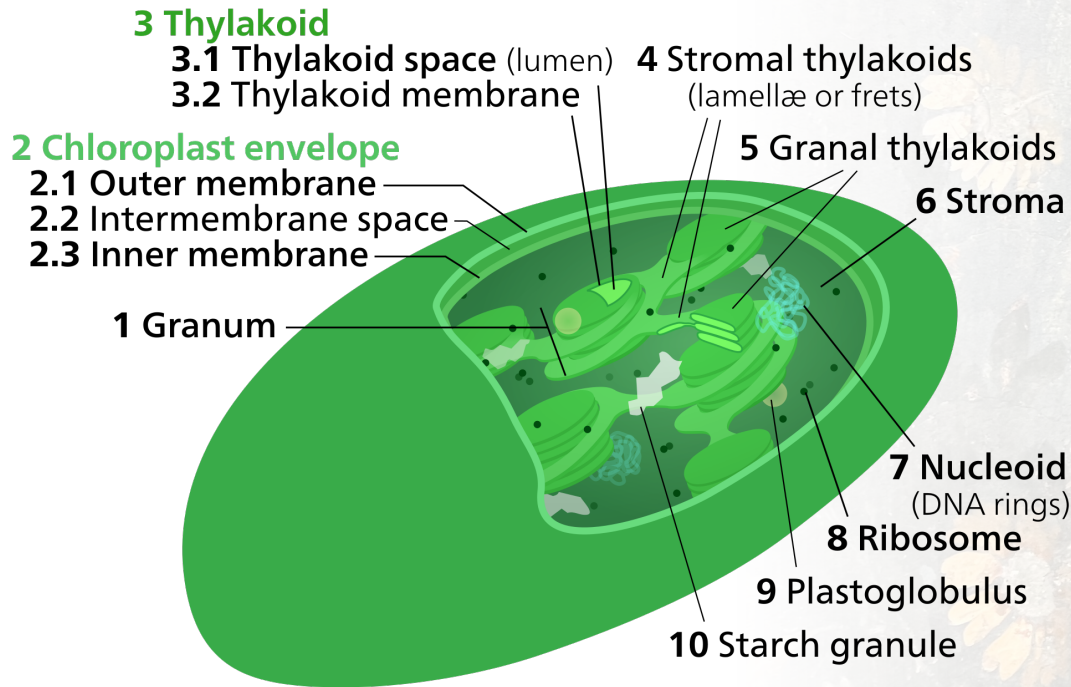 3 Thylakoid
3.1 Thylakoid space (lumen)
3.2 Thylakoid membrane
4 Stromal thylakoids
(lamellæ or frets)
2 Chloroplast envelope
2.1 Outer membrane
2.2 Intermembrane space
2.3 Inner membrane
5 Granal thylakoids
6 Stroma
1 Granum
7 Nucleoid
(DNA rings)
8 Ribosome
9 Plastoglobulus
10 Starch granule